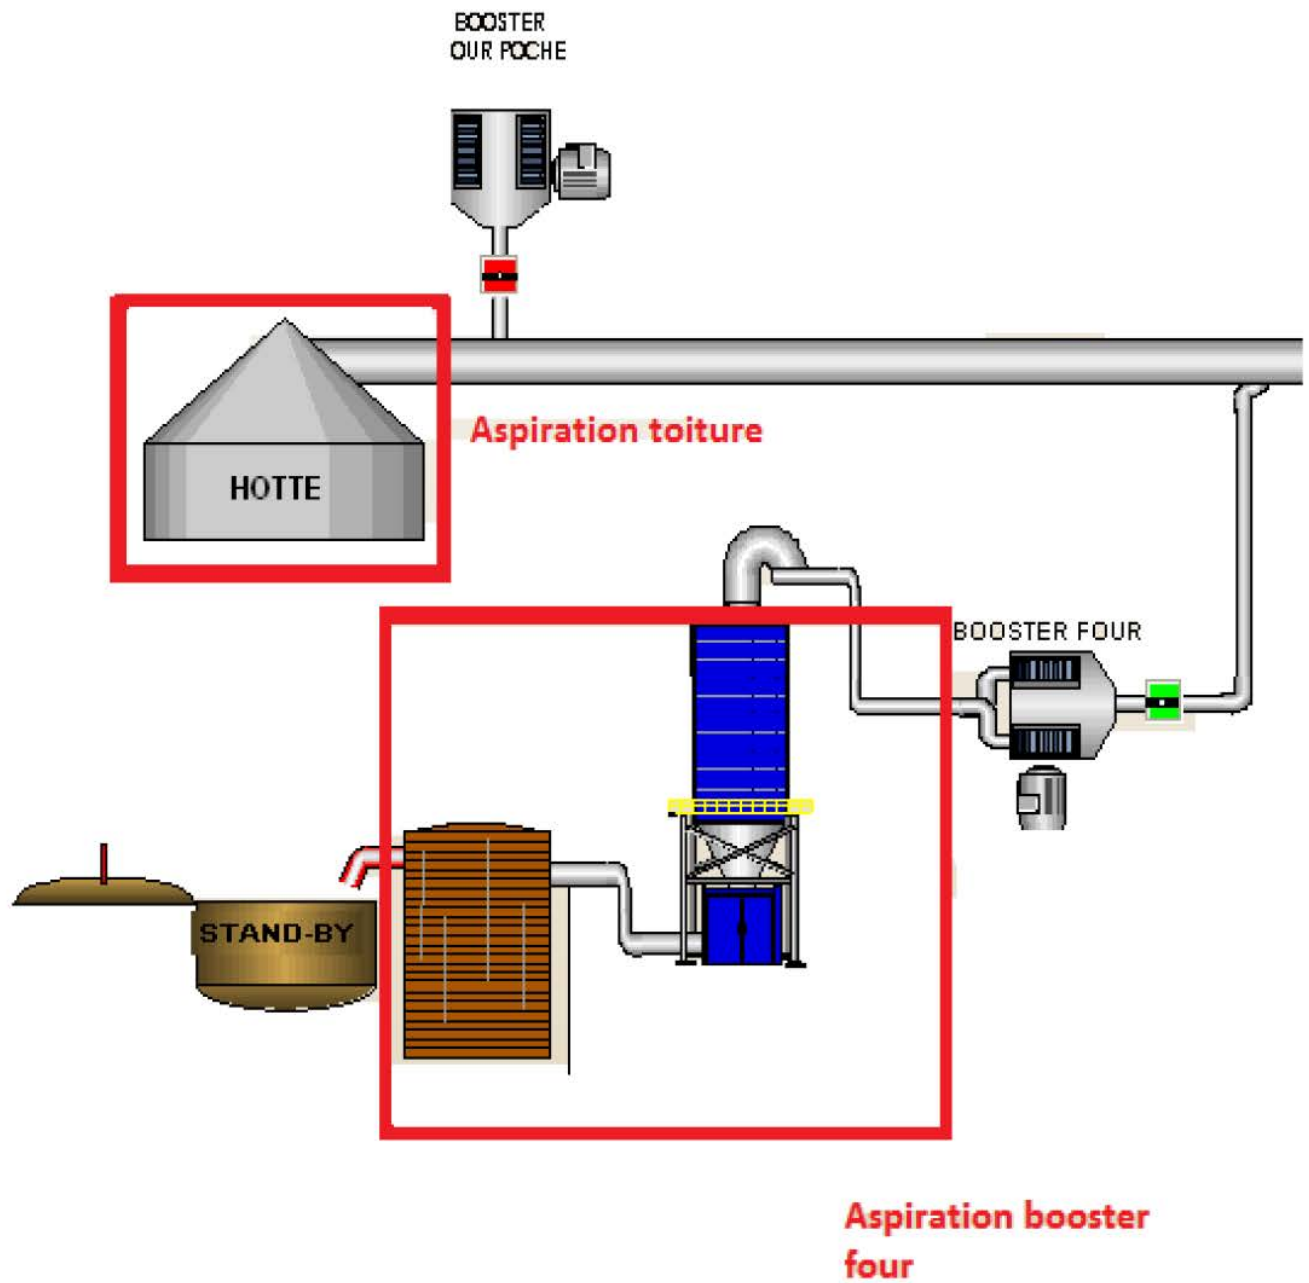 BOOSTER
OUR POCHE
Aspiration toiture
HOTTE
BOOSTER FOUR
STAND-BY
Aspiration booster
four